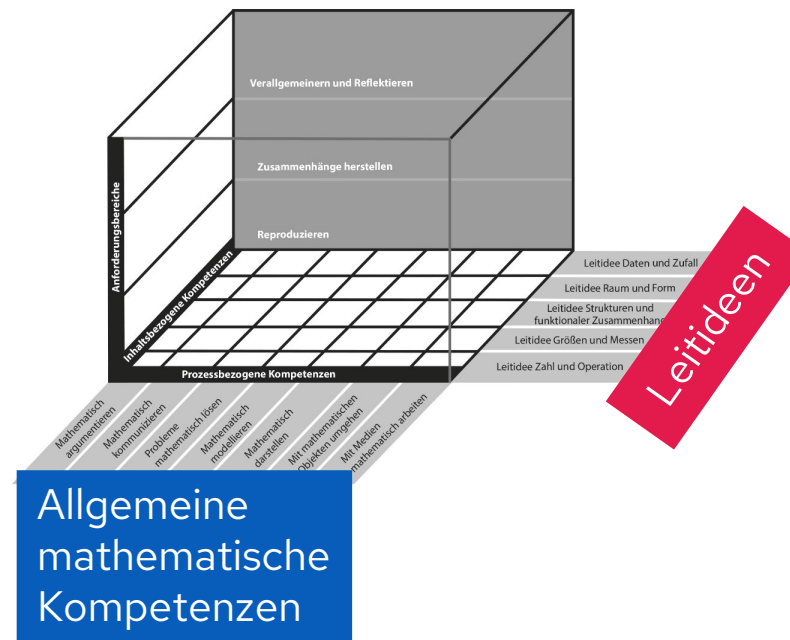 Verallgemeinern und Reflektieren
Zusammenhänge herstellen
Reproduzieren
Anforderungsbereiche
Inhaltsbezogene Kompetenzen
Prozessbezogene Kompetenzen
Leitidee Daten und Zufall
Leitidee Raum und Form
Leitidee Strukturen und
funktionaler Zusammenhang
Leitidee Größen und Messen
Leitidee Zahl und Operation
Leitideen
Mathematisch
argumentieren
Mathematisch
kommunizieren
Probleme
mathematisch lösen
Mathematisch
modellieren
Mathematisch
darstellen
Mit mathematischen
Objekten umgehen
Mit Medien
mathematisch arbeiten
Allgemeine
mathematische
Kompetenzen